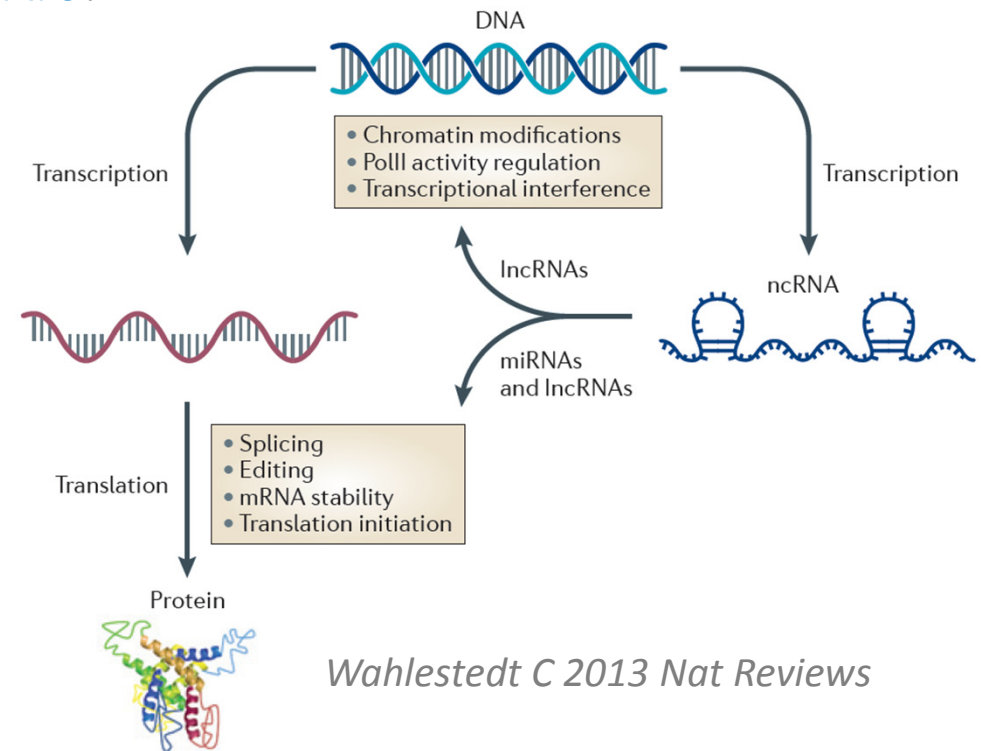 DNA
• Chromatin modifications
• PolII activity regulation
• Transcriptional interference
Transcription
Transcription
lncRNAs
ncRNA
miRNAs
and lncRNAs
• Splicing
• Editing
• mRNA stability
• Translation initiation
Translation
Protein
Wahlestedt C 2013 Nat Reviews